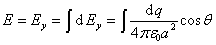 E = E_y = ∫ dE_y = ∫ dq / (4πε₀a²) cos θ